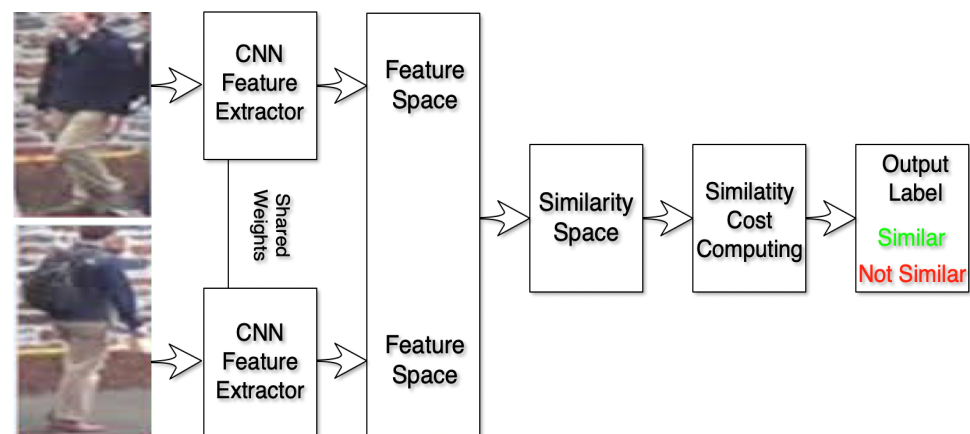 CNN
Feature
Extractor
Feature
Space
Shared
Weights
CNN
Feature
Extractor
Feature
Space
Similarity
Space
Similatity
Cost
Computing
Output
Label
Similar
Not Similar